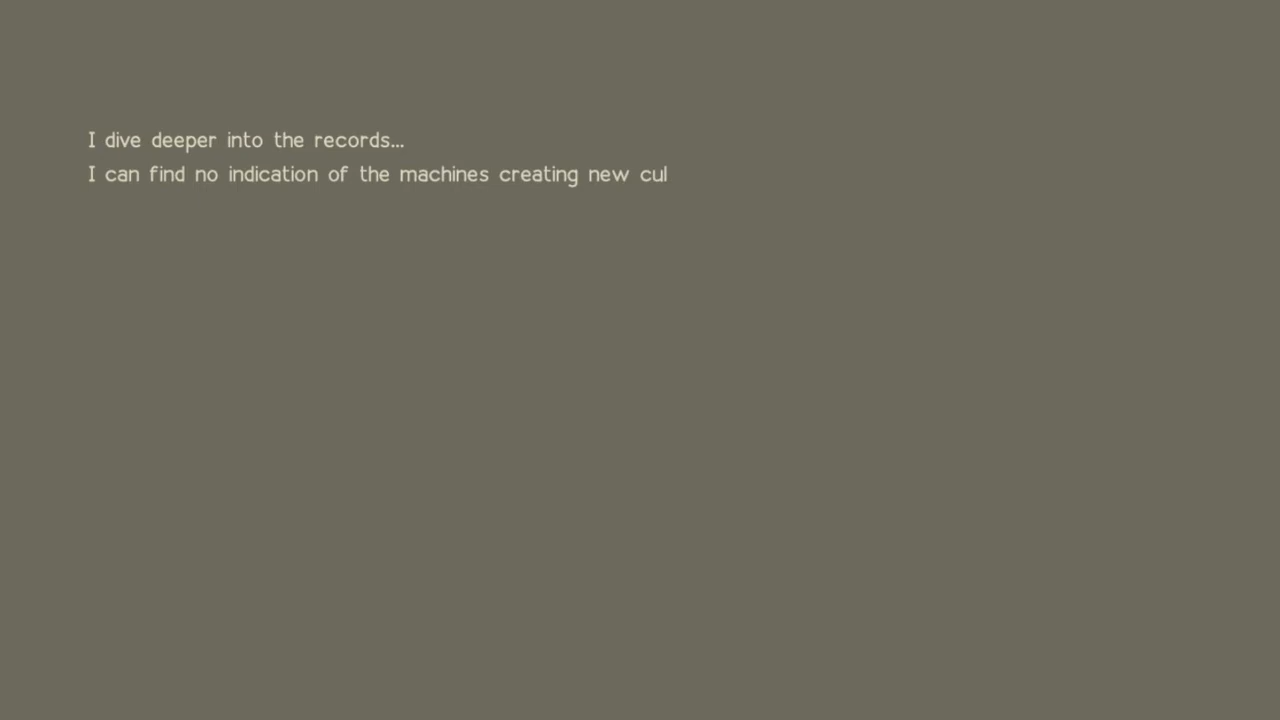 I dive deeper into the records...
I can find no indication of the machines creating new cul